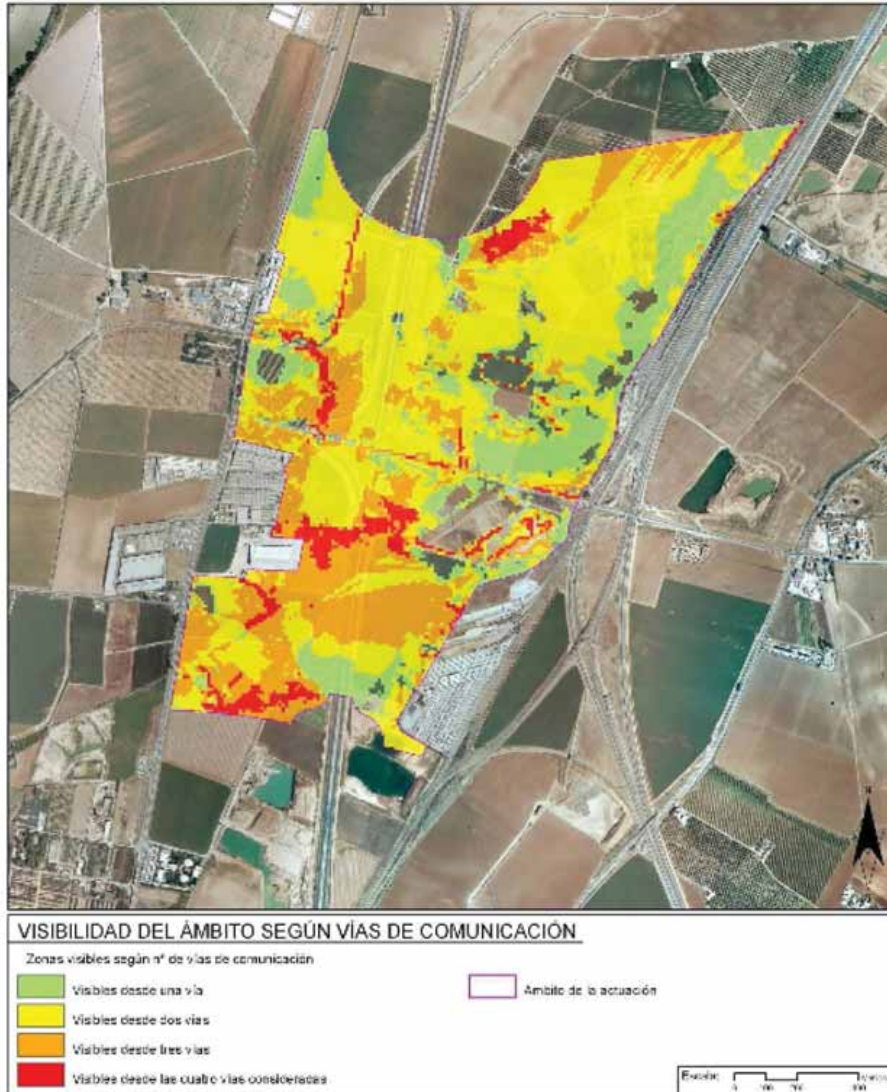 N
VISIBILIDAD DEL ÁMBITO SEGÚN VÍAS DE COMUNICACIÓN
Zonas visibles según nº de vías de comunicación
Visibles desde una vía
Ámbito de la actuación
Visibles desde dos vías
Visibles desde tres vías
Visibles desde las cuatro vías consideradas
Escala:
0